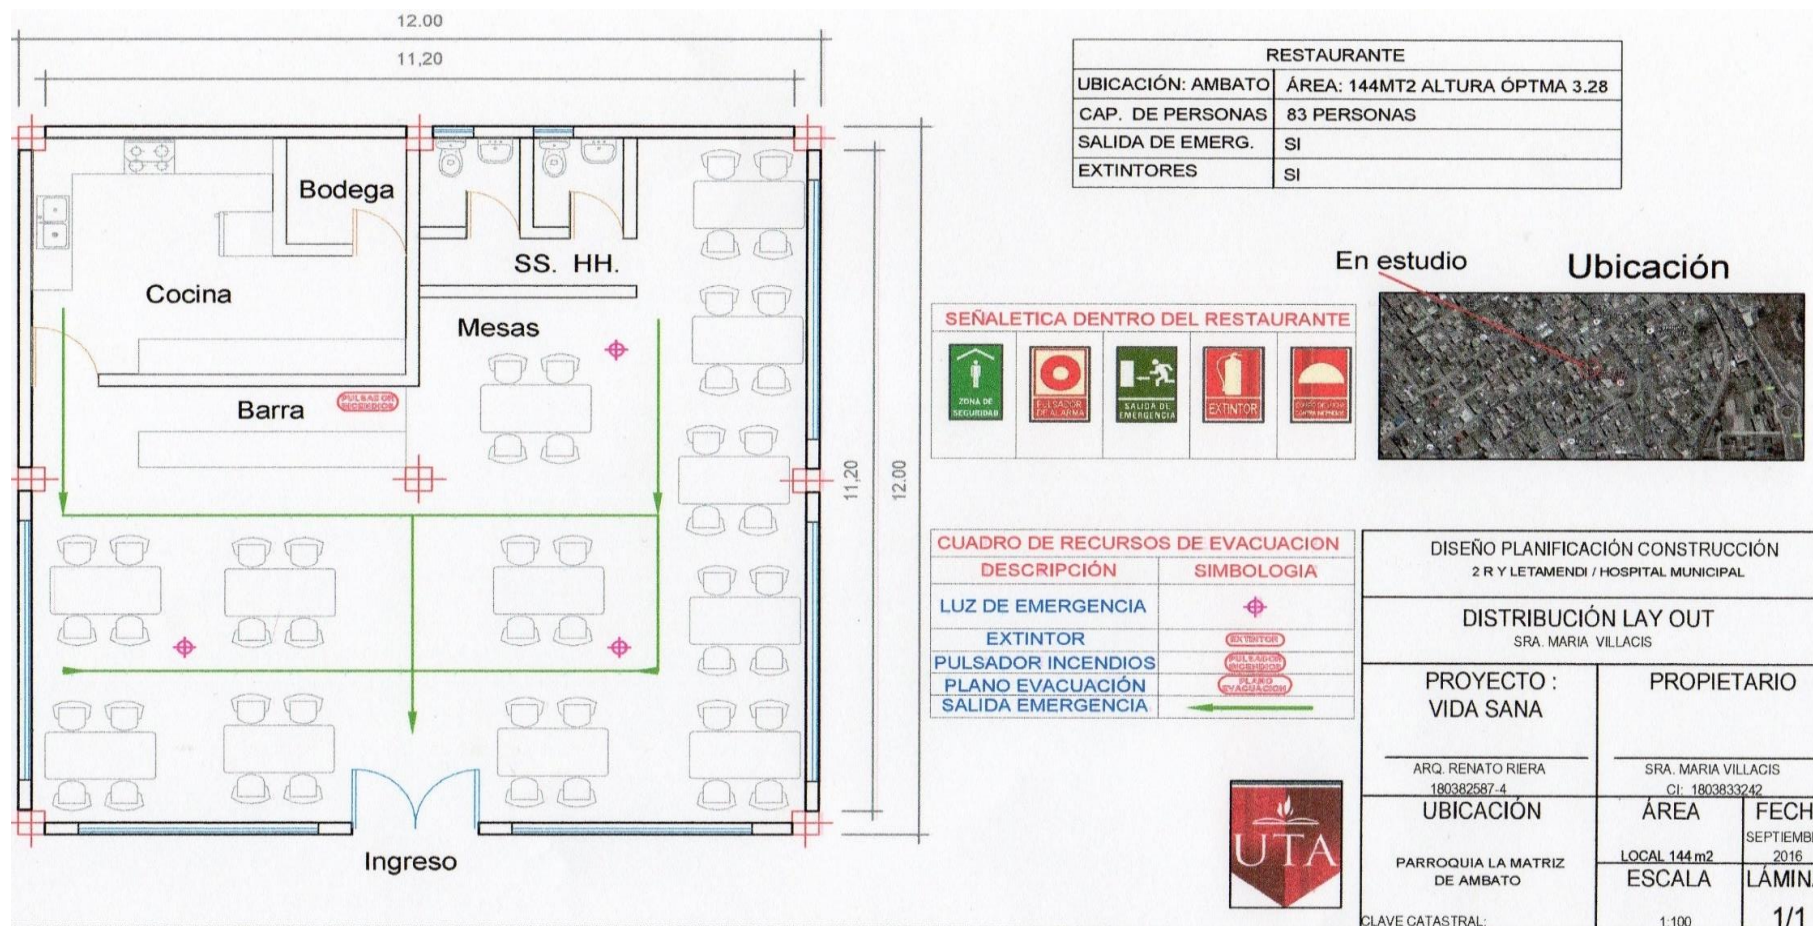 12.00
11,20
Bodega
SS. HH.
Cocina
Mesas
Barra
PULSADOR
INCENDIOS
11,20
12.00
Ingreso
RESTAURANTE
UBICACIÓN: AMBATO ÁREA: 144MT2 ALTURA ÓPTMA 3.28
CAP. DE PERSONAS 83 PERSONAS
SALIDA DE EMERG. SI
EXTINTORES SI
En estudio
Ubicación
SEÑALETICA DENTRO DEL RESTAURANTE
ZONA DE
SEGURIDAD
PULSADOR
DE ALARMA
SALIDA DE
EMERGENCIA
EXTINTOR
CUADRO DE RECURSOS DE EVACUACION
DESCRIPCIÓN SIMBOLOGIA
LUZ DE EMERGENCIA
EXTINTOR EXTINTOR
PULSADOR INCENDIOS PULSADOR
INCENDIOS
PLANO EVACUACIÓN PLANO
EVACUACION
SALIDA EMERGENCIA
UTA
DISEÑO PLANIFICACIÓN CONSTRUCCIÓN
2 R Y LETAMENDI / HOSPITAL MUNICIPAL
DISTRIBUCIÓN LAY OUT
SRA. MARIA VILLACIS
PROYECTO :
VIDA SANA
ARQ. RENATO RIERA
180382587-4
PROPIETARIO
SRA. MARIA VILLACIS
CI: 1803833242
UBICACIÓN
PARROQUIA LA MATRIZ
DE AMBATO
CLAVE CATASTRAL:
ÁREA
LOCAL 144 m2
FECH
SEPTIEMB
2016
ESCALA
1:100
LÁMIN
1/1